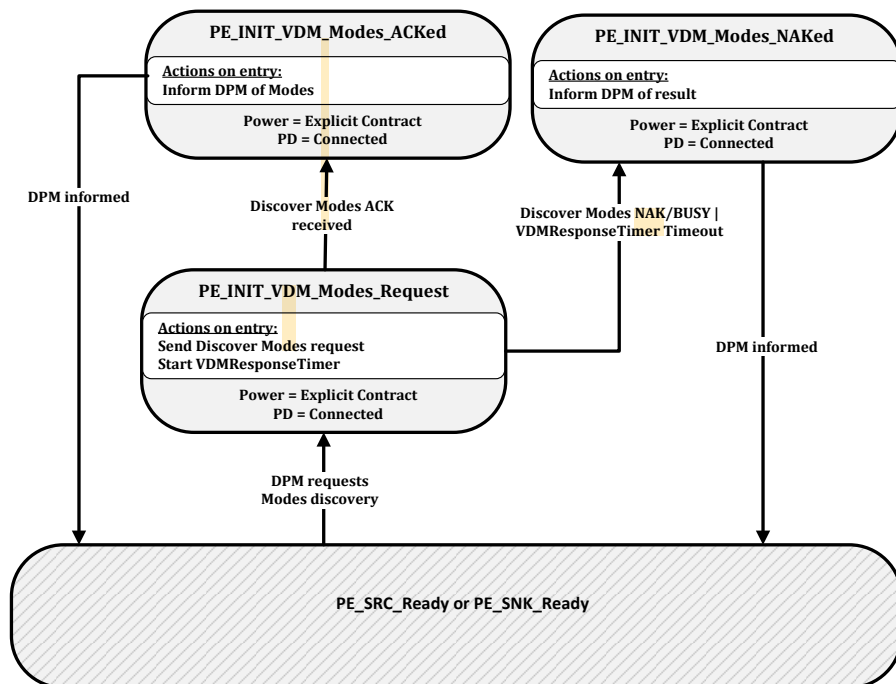 PE_INIT_VDM_Modes_ACKed
Actions on entry:
Inform DPM of Modes
Power = Explicit Contract
PD = Connected
PE_INIT_VDM_Modes_NAKed
Actions on entry:
Inform DPM of result
Power = Explicit Contract
PD = Connected
DPM informed
Discover Modes ACK
received
Discover Modes NAK/BUSY |
VDMResponseTimer Timeout
PE_INIT_VDM_Modes_Request
Actions on entry:
Send Discover Modes request
Start VDMResponseTimer
Power = Explicit Contract
PD = Connected
DPM informed
DPM requests
Modes discovery
PE_SRC_Ready or PE_SNK_Ready